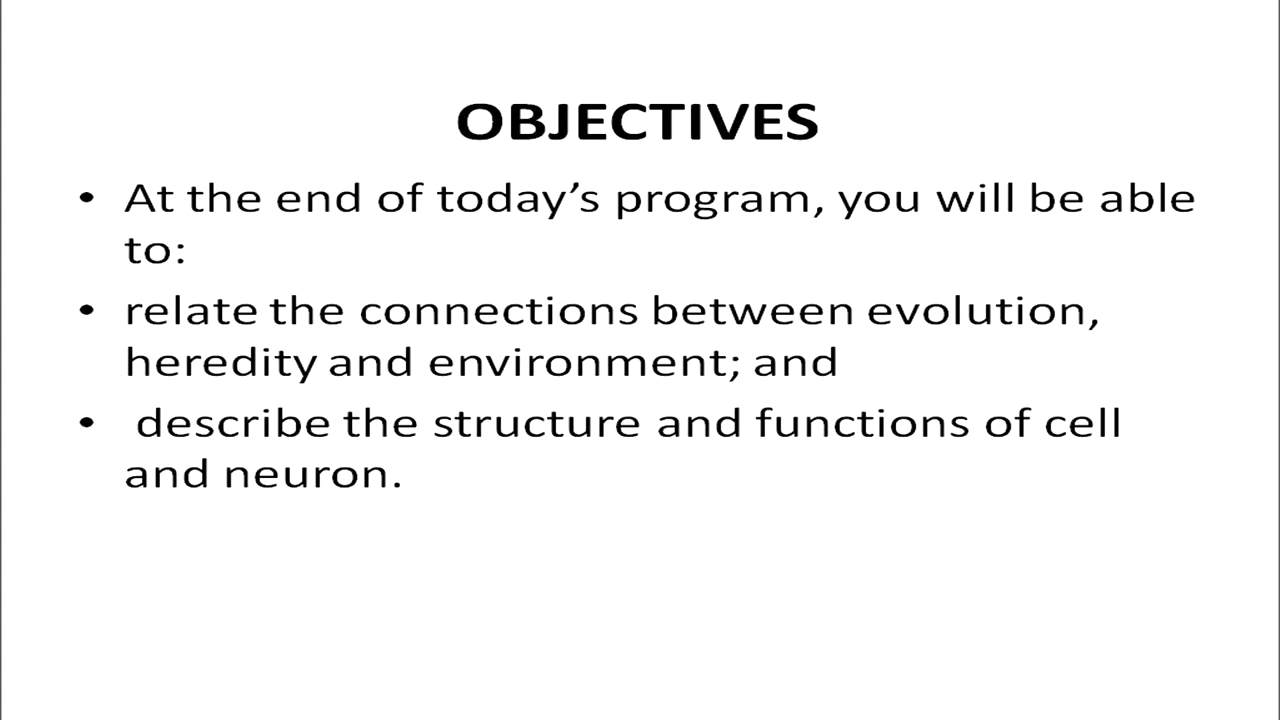 OBJECTIVES
• At the end of today’s program, you will be able
to:
• relate the connections between evolution,
heredity and environment; and
• describe the structure and functions of cell
and neuron.